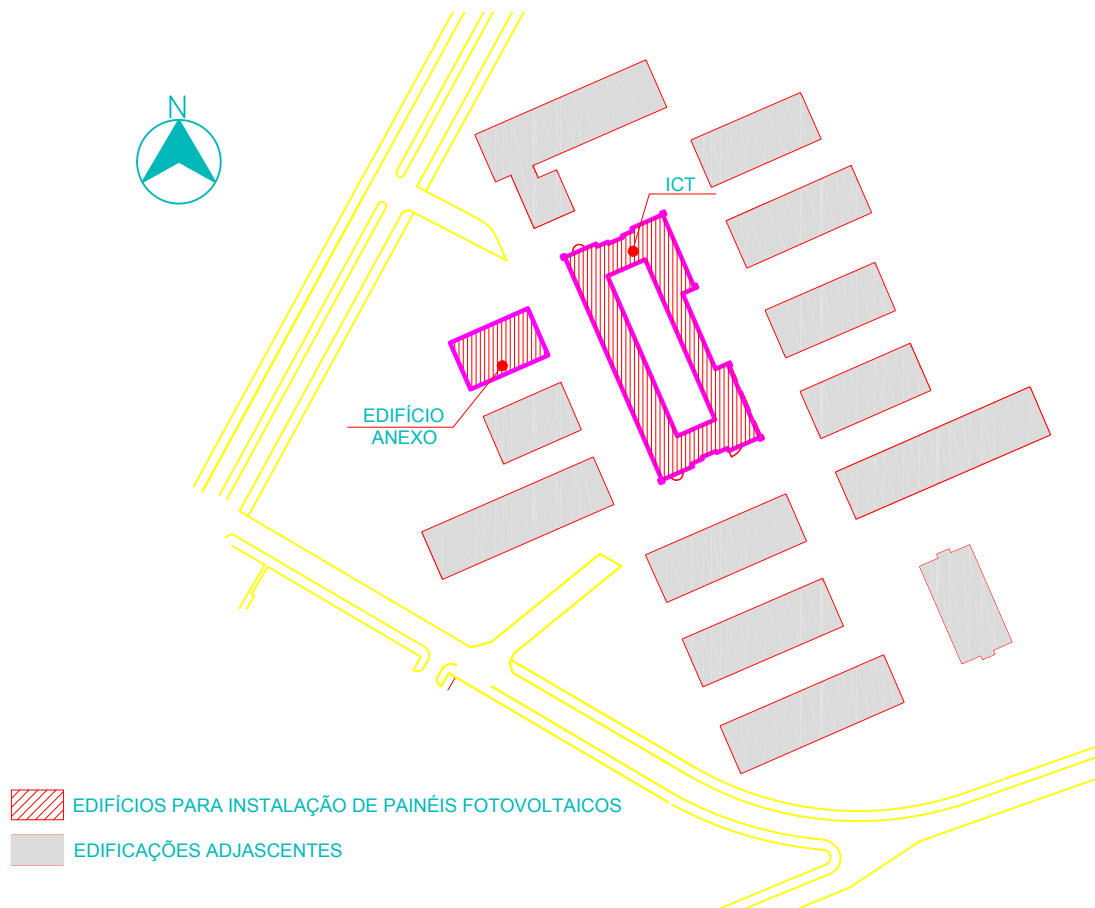 N
ICT
EDIFÍCIO
ANEXO
EDIFÍCIOS PARA INSTALAÇÃO DE PAINÉIS FOTOVOLTAICOS
EDIFICAÇÕES ADJASCENTES